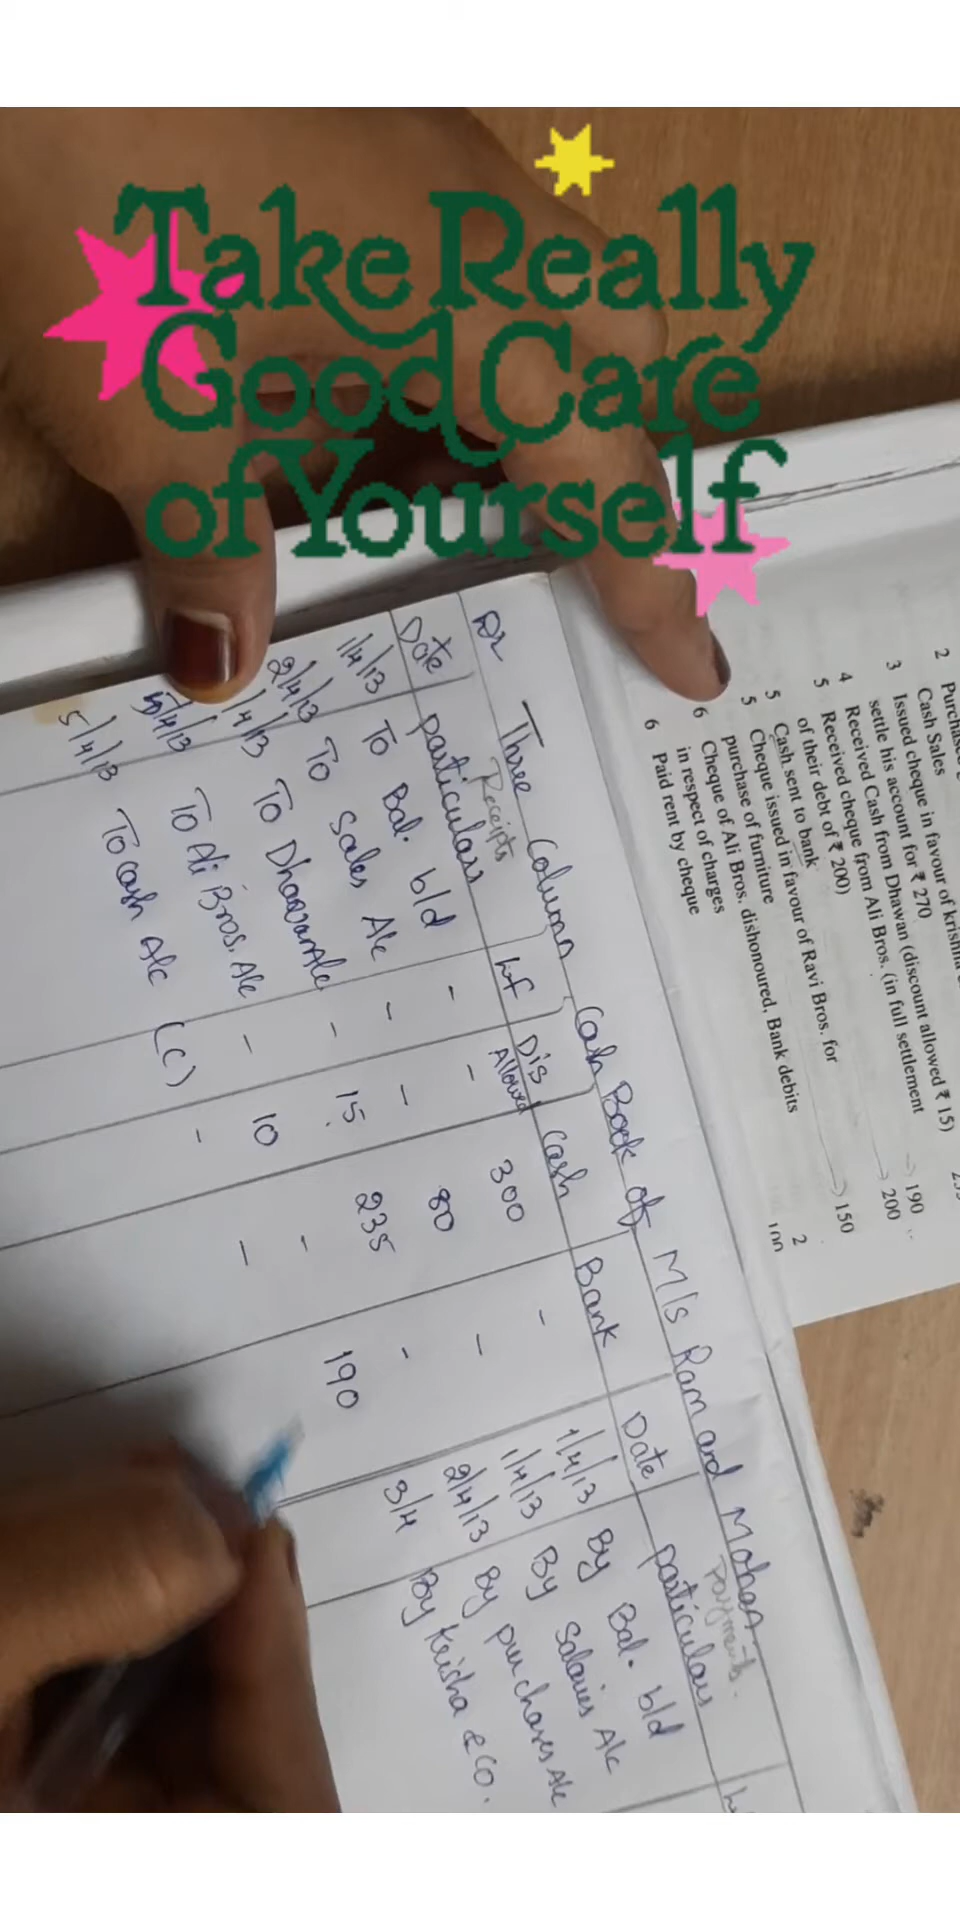 Take Really
Good Care
of Yourself
2 Purchased
Cash Sales
3 Issued cheque in favour of krishna
settle his account for ₹ 270
4 Received Cash from Dhawan (discount allowed ₹ 15)
5 Received cheque from Ali Bros. (in full settlement → 190
of their debt of ₹ 200) → 200
5 Cash sent to bank
5 Cheque issued in favour of Ravi Bros. for
purchase of furniture → 150
6 Cheque of Ali Bros. dishonoured, Bank debits
in respect of charges 2
6 Paid rent by cheque 100
Three Column Cash Book of M/s Ram and Mohan
Dr Receipts payments.
Date particulars Lf Dis Allowed Cash Bank Date particulars
1/4/13 To Bal. b/d - - 300 - 1/4/13 By Bal. b/d
2/4/13 To Sales A/c - - 80 - 1/4/13 By Salaries A/c
/4/13 To Dhawan A/c - 15 235 - 2/4/13 By purchases A/c
5/4/13 To Ali Bros. A/c - 10 - 190 3/4 By Krisha & CO.
5/4/13 To Cash A/c (C) - -